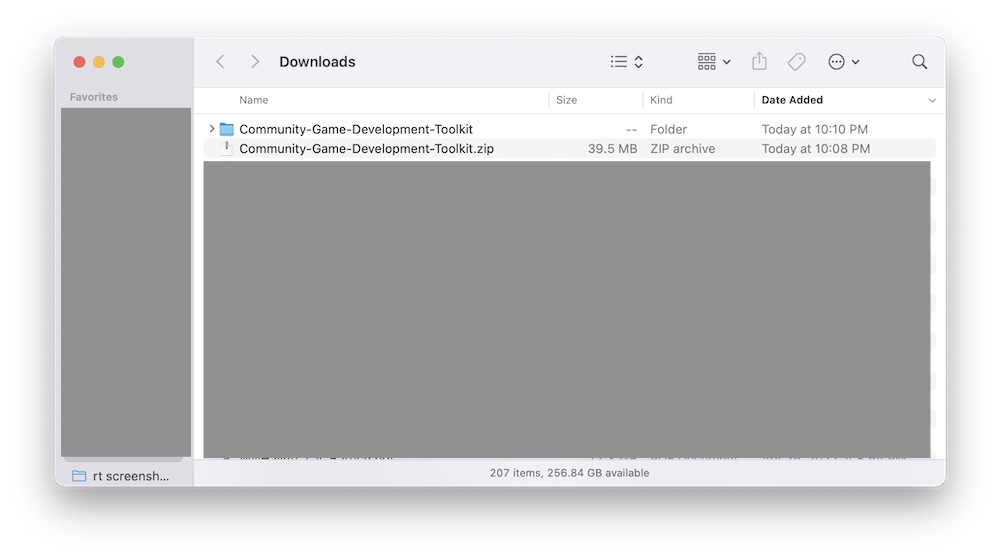 Downloads
Favorites
Name Size Kind Date Added
Community-Game-Development-Toolkit -- Folder Today at 10:10 PM
Community-Game-Development-Toolkit.zip 39.5 MB ZIP archive Today at 10:08 PM
rt screensh...
207 items, 256.84 GB available